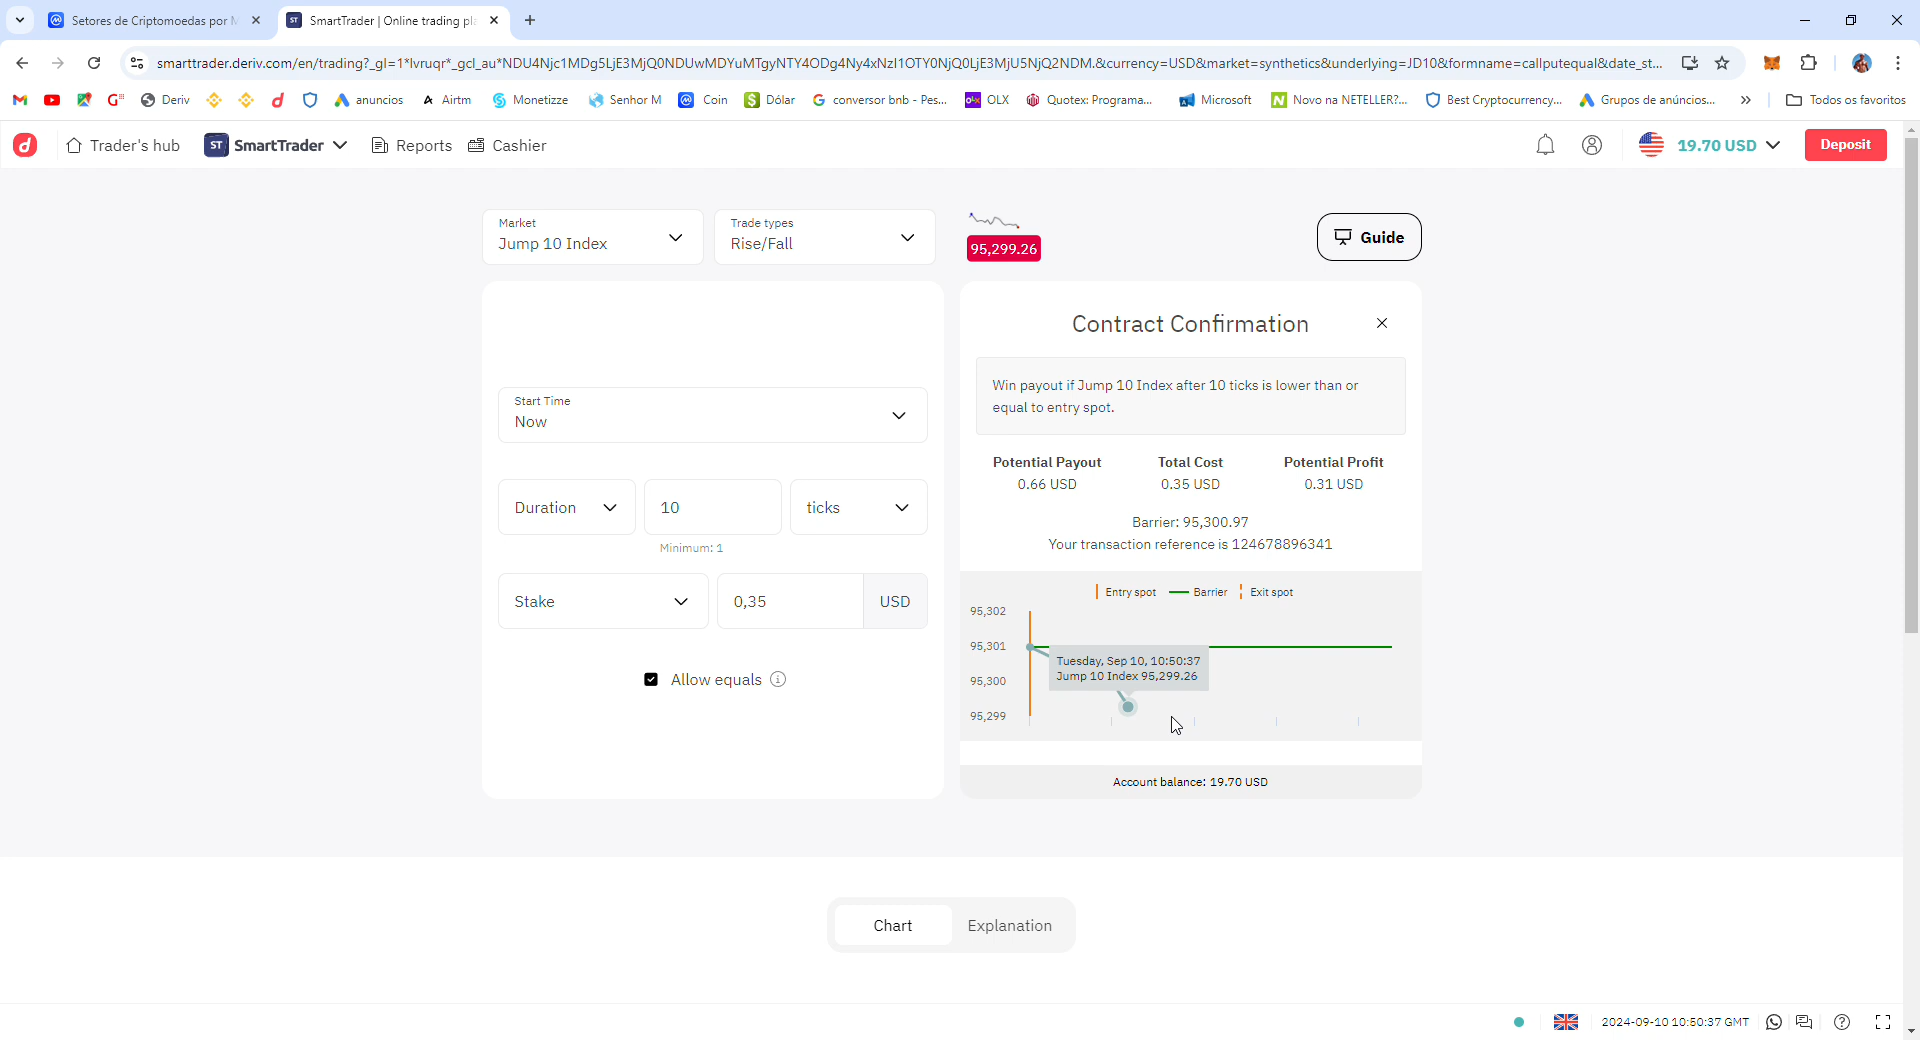 Setores de Criptomoedas por M
SmartTrader | Online trading pla
smarttrader.deriv.com/en/trading?_gl=1*lvruqr*_gcl_au*NDU4Njc1MDg5LjE3MjQ0NDUwMDYuMTgyNTY4ODg4Ny4xNzI1OTY0NjQ0LjE3MjU5NjQ2NDM.&currency=USD&market=synthetics&underlying=JD10&formname=callputequal&date_st...
Deriv
anuncios
Airtm
Monetizze
Senhor M
Coin
Dólar
conversor bnb - Pes...
OLX
Quotex: Programa...
Microsoft
Novo na NETELLER?...
Best Cryptocurrency...
Grupos de anúncios...
Todos os favoritos
Trader's hub
ST SmartTrader
Reports
Cashier
19.70 USD
Deposit
Market
Jump 10 Index
Trade types
Rise/Fall
95,299.26
Guide
Start Time
Now
Duration
10
ticks
Minimum: 1
Stake
0,35
USD
Allow equals
Contract Confirmation
Win payout if Jump 10 Index after 10 ticks is lower than or
equal to entry spot.
Potential Payout Total Cost Potential Profit
0.66 USD 0.35 USD 0.31 USD
Barrier: 95,300.97
Your transaction reference is 124678896341
Entry spot Barrier Exit spot
95,302
95,301
95,300
95,299
Tuesday, Sep 10, 10:50:37
Jump 10 Index 95,299.26
Account balance: 19.70 USD
Chart
Explanation
2024-09-10 10:50:37 GMT